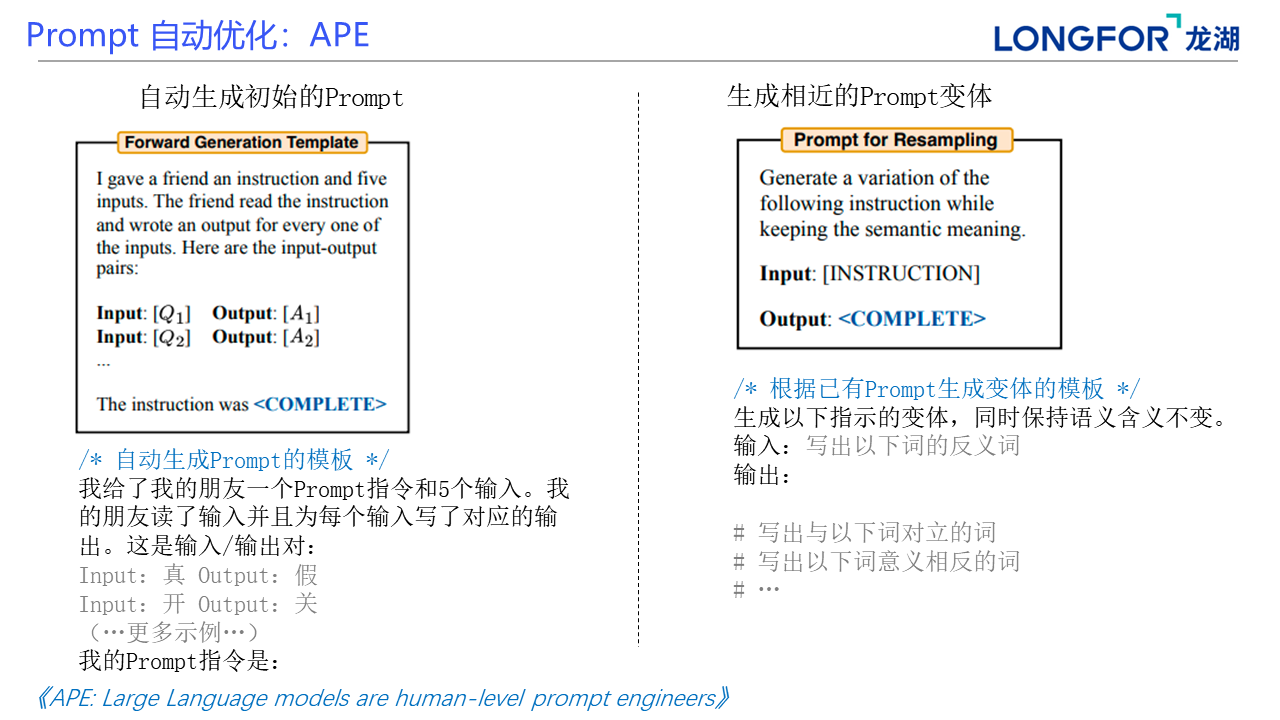 Prompt 自动优化：APE
LONGFOR 龙湖
自动生成初始的Prompt
Forward Generation Template
I gave a friend an instruction and five
inputs. The friend read the instruction
and wrote an output for every one of
the inputs. Here are the input-output
pairs:
Input: [Q1] Output: [A1]
Input: [Q2] Output: [A2]
...
The instruction was <COMPLETE>
/* 自动生成Prompt的模板 */
我给了我的朋友一个Prompt指令和5个输入。我
的朋友读了输入并且为每个输入写了对应的输
出。这是输入/输出对：
Input: 真 Output: 假
Input: 开 Output: 关
（…更多示例…）
我的Prompt指令是：
生成相近的Prompt变体
Prompt for Resampling
Generate a variation of the
following instruction while
keeping the semantic meaning.
Input: [INSTRUCTION]
Output: <COMPLETE>
/* 根据已有Prompt生成变体的模板 */
生成以下指示的变体，同时保持语义含义不变。
输入：写出以下词的反义词
输出：
# 写出与以下词对立的词
# 写出以下词意义相反的词
# …
《APE: Large Language models are human-level prompt engineers》